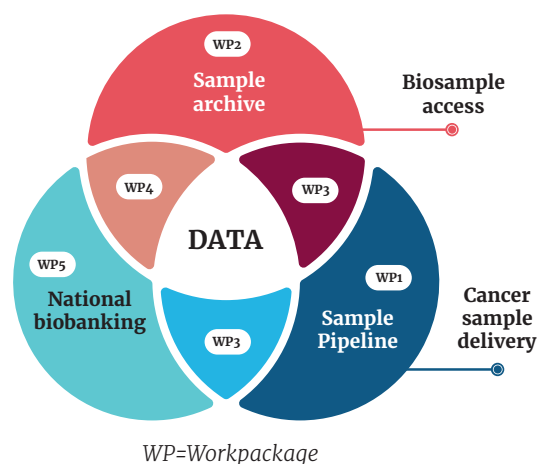 WP2
Sample
archive
Biosample
access
WP4
WP3
DATA
WP5
National
biobanking
WP1
Sample
Pipeline
Cancer
sample
delivery
WP3
WP=Workpackage